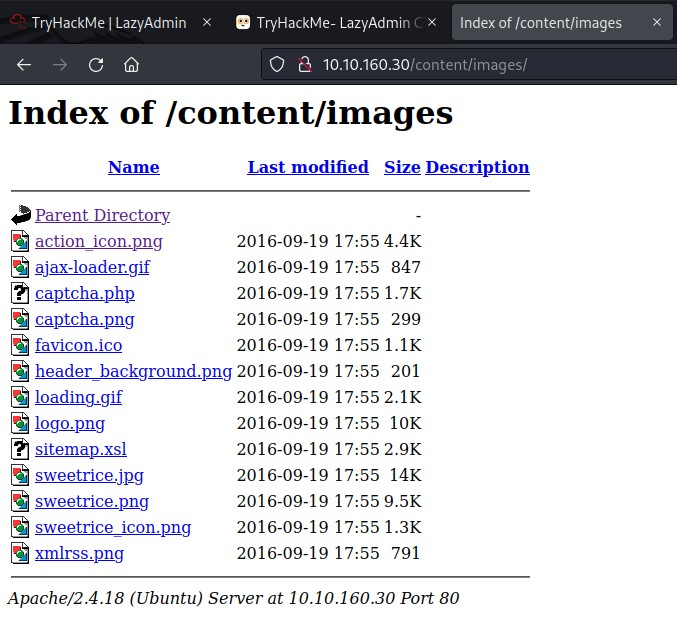 TryHackMe | LazyAdmin
TryHackMe- LazyAdmin C
Index of /content/images
10.10.160.30/content/images/
Index of /content/images
Name Last modified Size Description
Parent Directory -
action_icon.png 2016-09-19 17:55 4.4K
ajax-loader.gif 2016-09-19 17:55 847
captcha.php 2016-09-19 17:55 1.7K
captcha.png 2016-09-19 17:55 299
favicon.ico 2016-09-19 17:55 1.1K
header_background.png 2016-09-19 17:55 201
loading.gif 2016-09-19 17:55 2.1K
logo.png 2016-09-19 17:55 10K
sitemap.xsl 2016-09-19 17:55 2.9K
sweetrice.jpg 2016-09-19 17:55 14K
sweetrice.png 2016-09-19 17:55 9.5K
sweetrice_icon.png 2016-09-19 17:55 1.3K
xmlrss.png 2016-09-19 17:55 791
Apache/2.4.18 (Ubuntu) Server at 10.10.160.30 Port 80